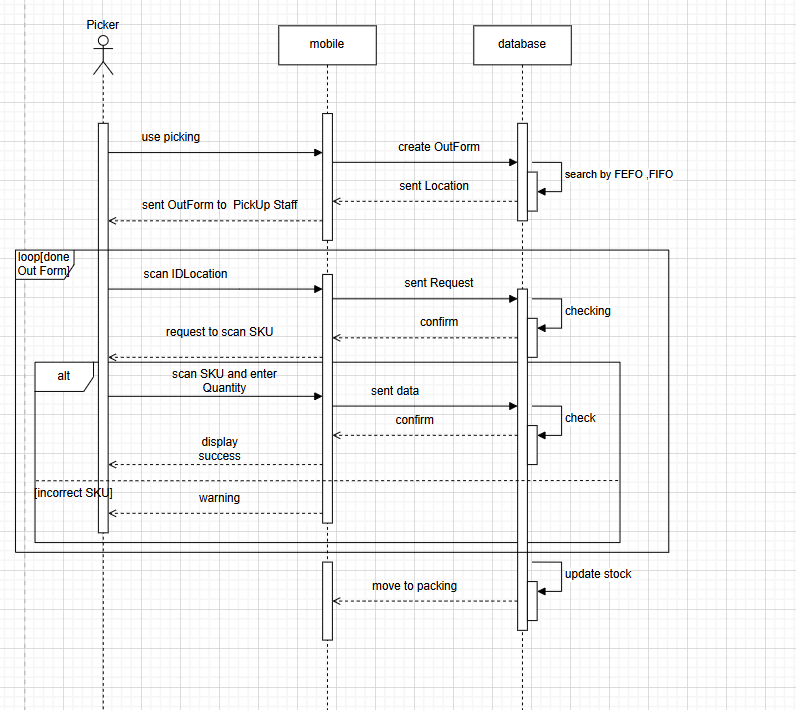 Picker
mobile
database
use picking
create OutForm
search by FEFO ,FIFO
sent Location
sent OutForm to PickUp Staff
loop[done
Out Form]
scan IDLocation
sent Request
checking
confirm
request to scan SKU
alt
scan SKU and enter
Quantity
sent data
confirm
check
display
success
[incorrect SKU]
warning
update stock
move to packing